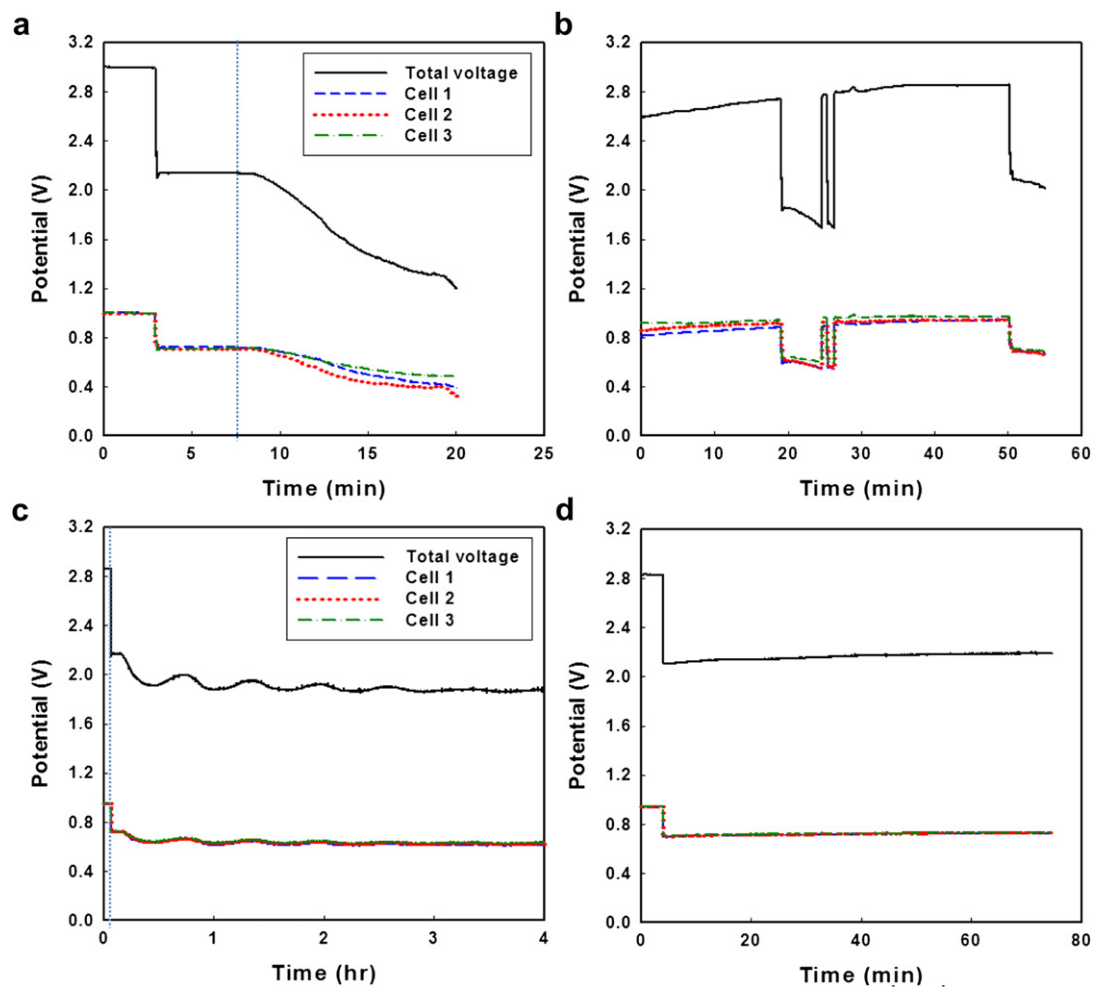 a
3.2
2.8
2.4
2.0
1.6
1.2
0.8
0.4
0.0
Potential (V)
0 5 10 15 20 25
Time (min)
Total voltage
Cell 1
Cell 2
Cell 3
b
3.2
2.8
2.4
2.0
1.6
1.2
0.8
0.4
0.0
Potential (V)
0 10 20 30 40 50 60
Time (min)
c
3.2
2.8
2.4
2.0
1.6
1.2
0.8
0.4
0.0
Potential (V)
0 1 2 3 4
Time (hr)
Total voltage
Cell 1
Cell 2
Cell 3
d
3.2
2.8
2.4
2.0
1.6
1.2
0.8
0.4
0.0
Potential (V)
0 20 40 60 80
Time (min)